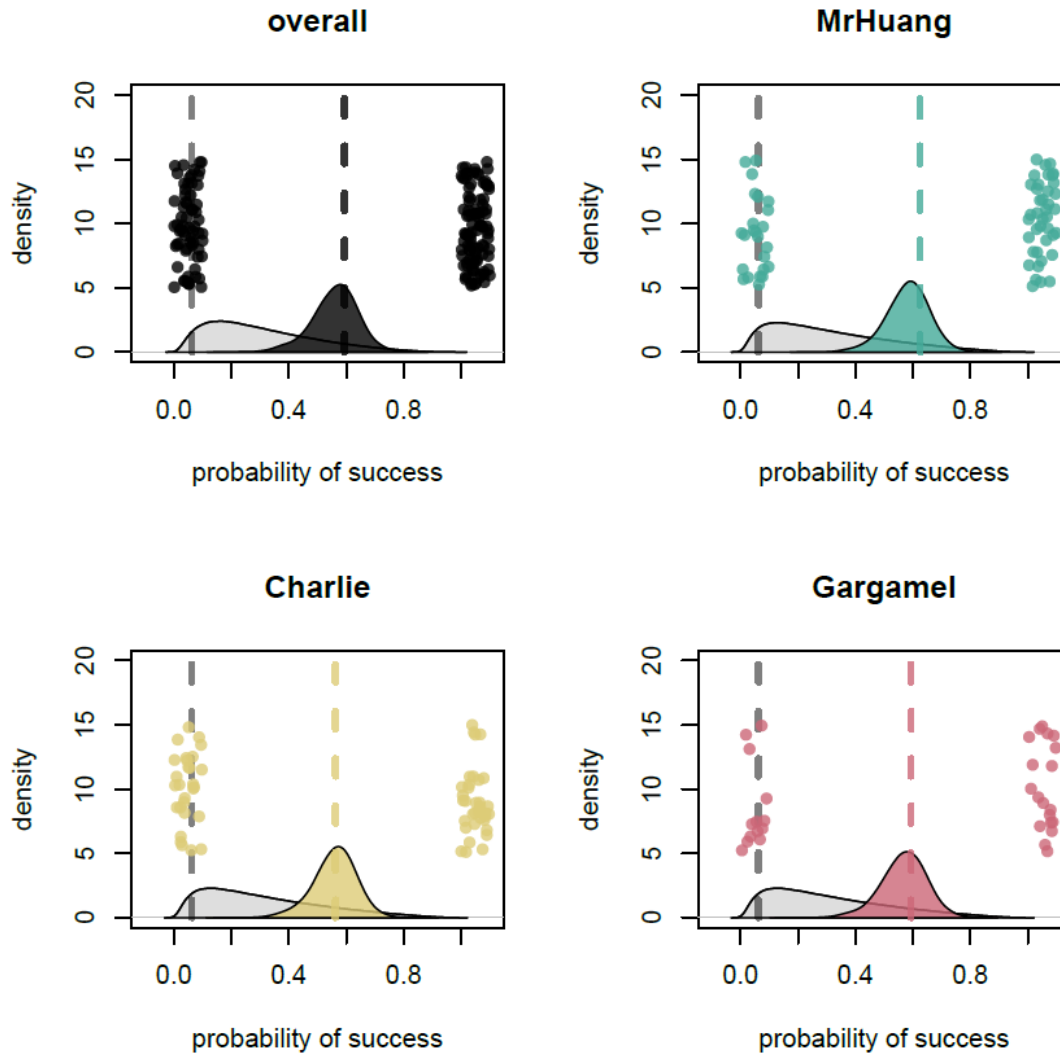 overall
density
0 5 10 15 20
0.0 0.4 0.8
probability of success
MrHuang
density
0 5 10 15 20
0.0 0.4 0.8
probability of success
Charlie
density
0 5 10 15 20
0.0 0.4 0.8
probability of success
Gargamel
density
0 5 10 15 20
0.0 0.4 0.8
probability of success